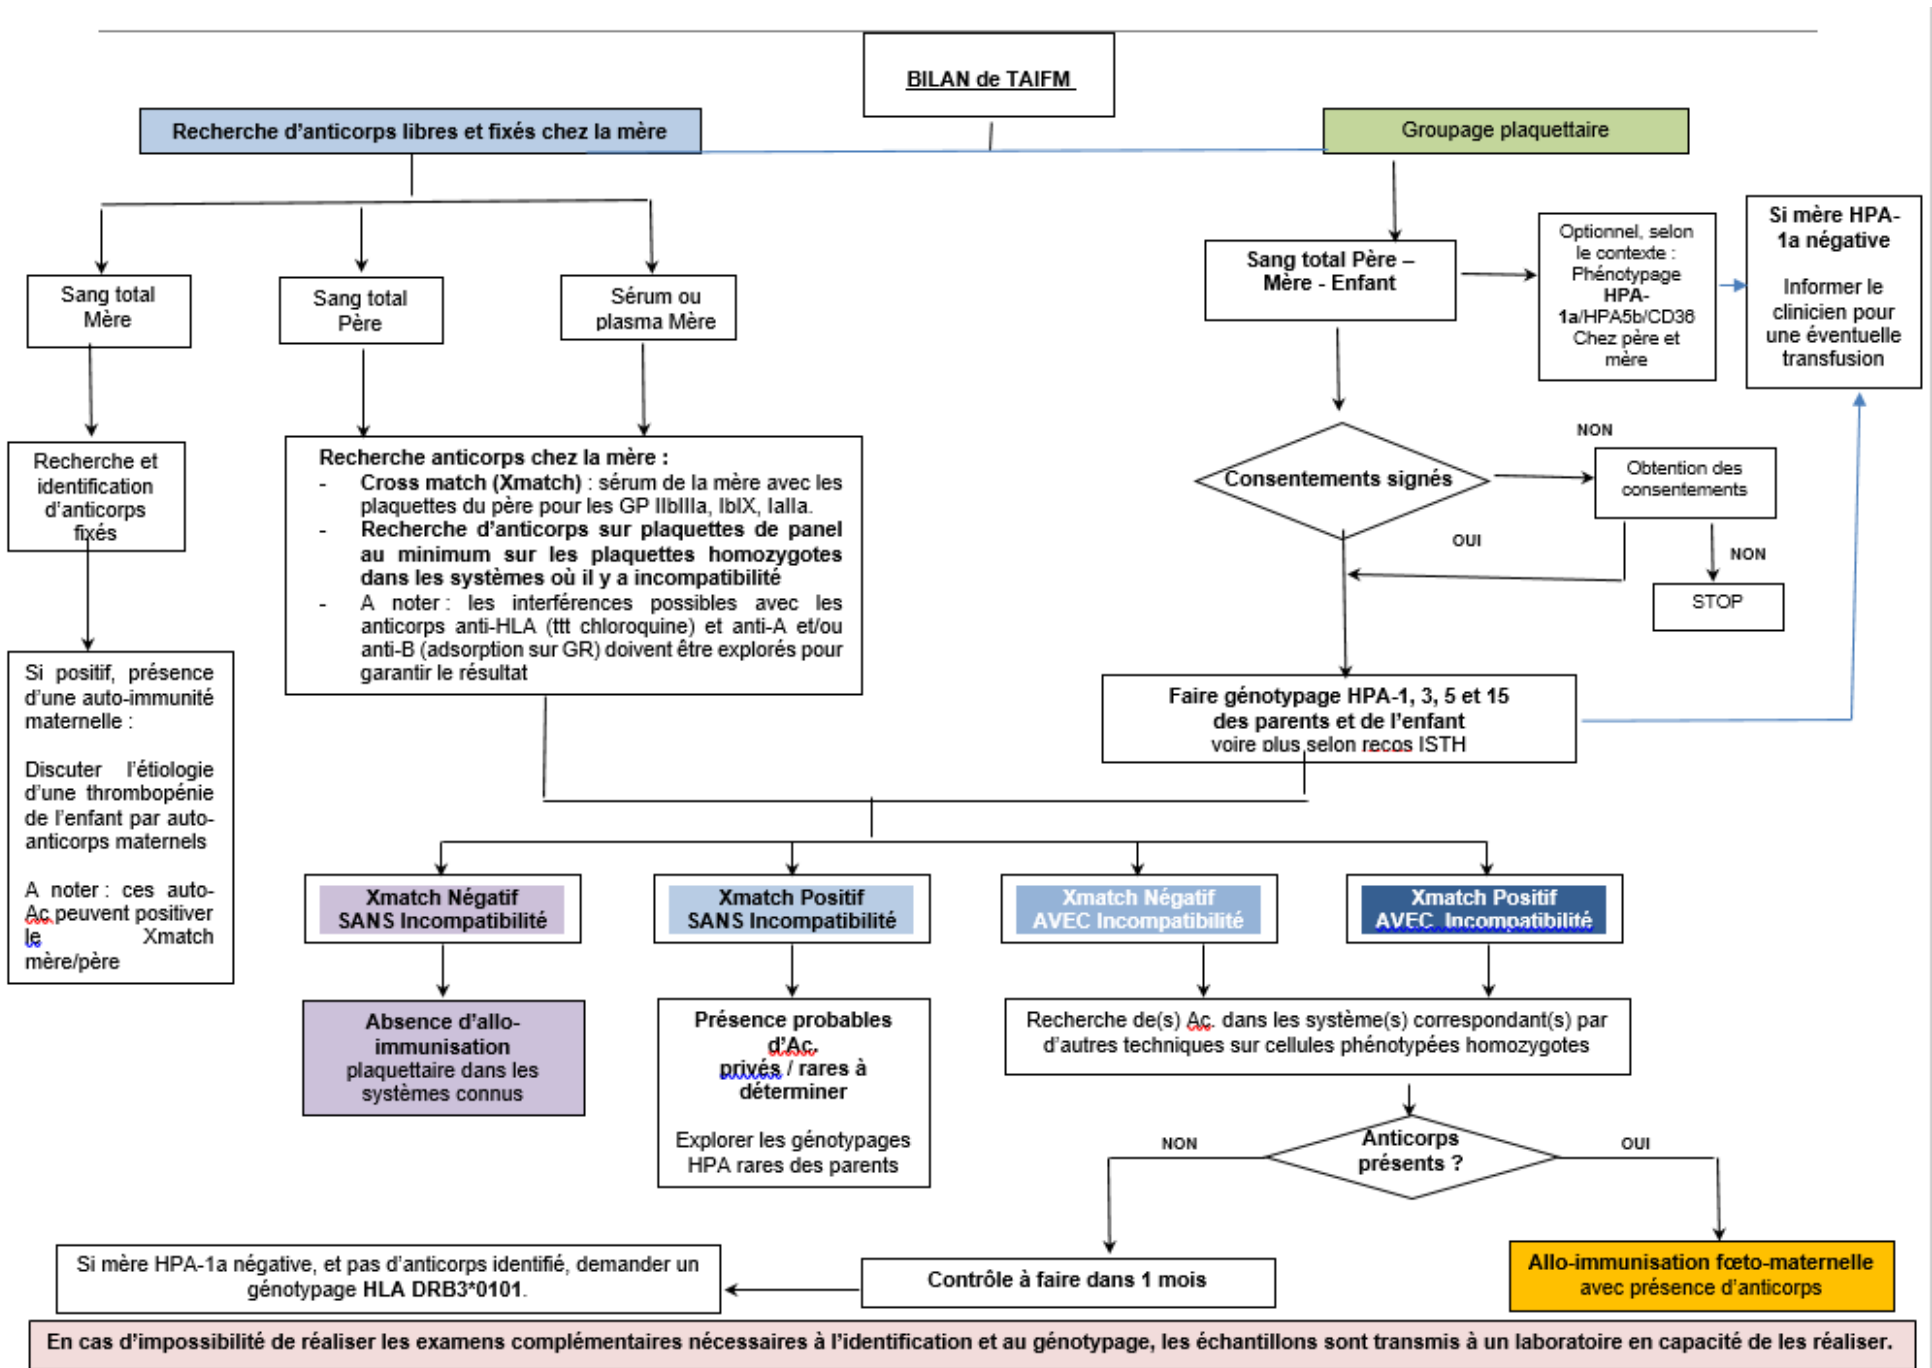 BILAN de TAIFM
Recherche d'anticorps libres et fixés chez la mère
Groupage plaquettaire
Sang total
Mère
Sang total
Père
Sérum ou
plasma Mère
Sang total Père –
Mère - Enfant
Optionnel, selon
le contexte :
Phénotypage
HPA-
1a/HPA5b/CD36
Chez père et
mère
Si mère HPA-
1a négative
Informer le
clinicien pour
une éventuelle
transfusion
Recherche et
identification
d'anticorps
fixés
Recherche anticorps chez la mère :
- Cross match (Xmatch) : sérum de la mère avec les
plaquettes du père pour les GP IIbIIIa, IbIX, IaIIa.
- Recherche d'anticorps sur plaquettes de panel
au minimum sur les plaquettes homozygotes
dans les systèmes où il y a incompatibilité
- A noter : les interférences possibles avec les
anticorps anti-HLA (ttt chloroquine) et anti-A et/ou
anti-B (adsorption sur GR) doivent être explorés pour
garantir le résultat
Consentements signés
NON
Obtention des
consentements
OUI
NON
STOP
Si positif, présence
d'une auto-immunité
maternelle :
Discuter l'étiologie
d'une thrombopénie
de l'enfant par auto-
anticorps maternels
A noter : ces auto-
Ac peuvent positiver
le Xmatch
mère/père
Faire génotypage HPA-1, 3, 5 et 15
des parents et de l'enfant
voire plus selon recos ISTH
Xmatch Négatif
SANS Incompatibilité
Xmatch Positif
SANS Incompatibilité
Xmatch Négatif
AVEC Incompatibilité
Xmatch Positif
AVEC Incompatibilité
Absence d'allo-
immunisation
plaquettaire dans les
systèmes connus
Présence probables
d'Ac.
privés / rares à
déterminer
Explorer les génotypages
HPA rares des parents
Recherche de(s) Ac. dans les système(s) correspondant(s) par
d'autres techniques sur cellules phénotypées homozygotes
Anticorps
présents ?
NON
OUI
Si mère HPA-1a négative, et pas d'anticorps identifié, demander un
génotypage HLA DRB3*0101.
Contrôle à faire dans 1 mois
Allo-immunisation fœto-maternelle
avec présence d'anticorps
En cas d'impossibilité de réaliser les examens complémentaires nécessaires à l'identification et au génotypage, les échantillons sont transmis à un laboratoire en capacité de les réaliser.